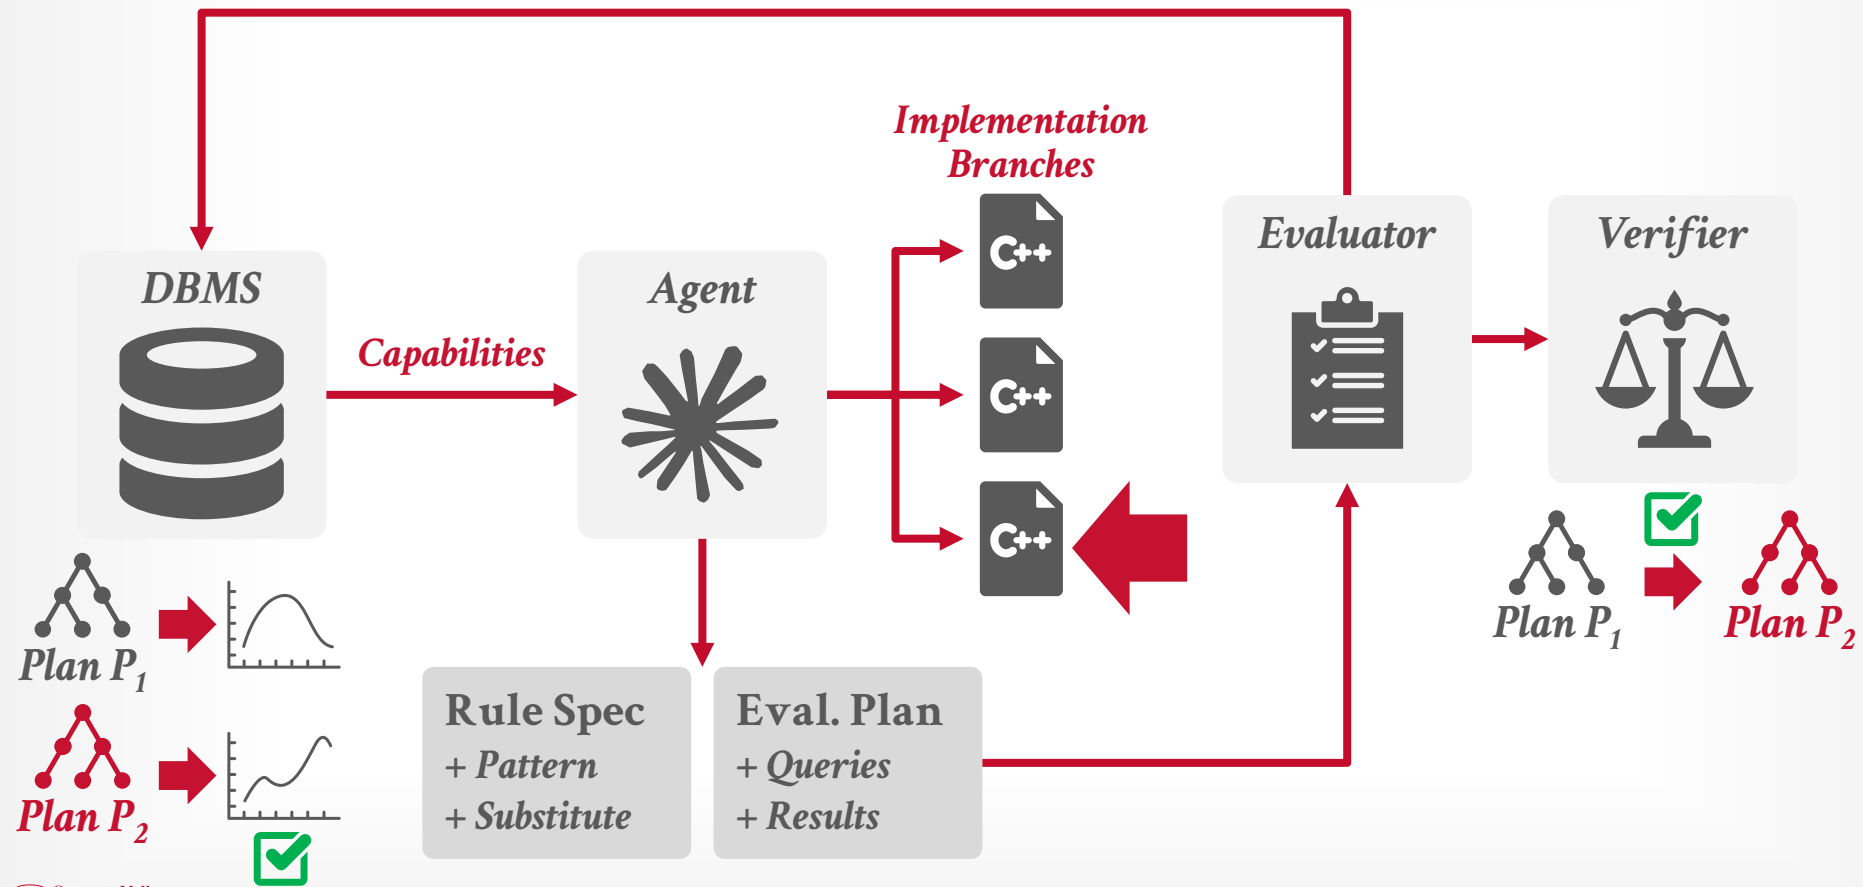 Implementation
Branches
C++
C++
C++
DBMS
Capabilities
Agent
Evaluator
Verifier
Plan P1
Plan P2
Rule Spec
+ Pattern
+ Substitute
Eval. Plan
+ Queries
+ Results
Plan P1
Plan P2